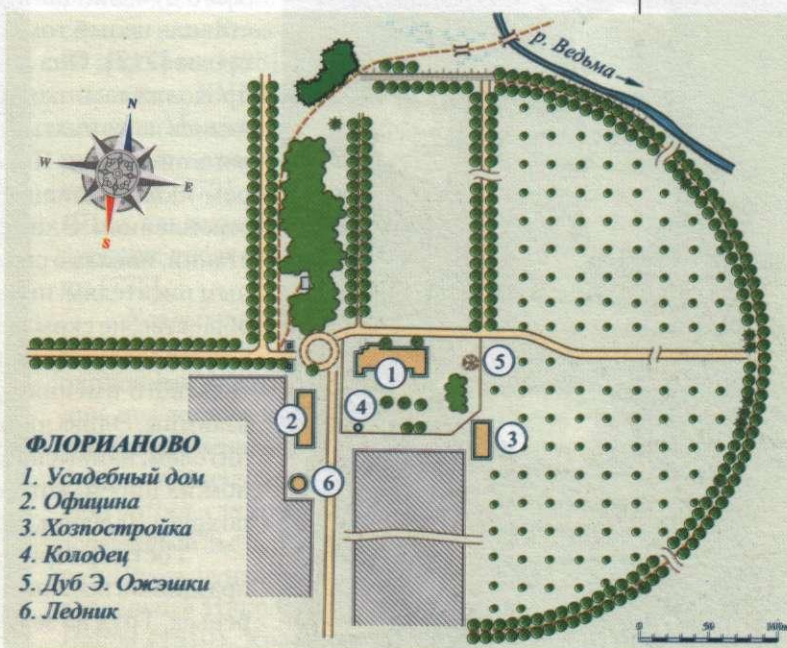 р. Ведьма
N
W
E
S
1
5
4
2
3
6
ФЛОРИАНОВО
1. Усадебный дом
2. Официна
3. Хозпостройка
4. Колодец
5. Дуб Э. Ожэшки
6. Ледник
0 50 100m